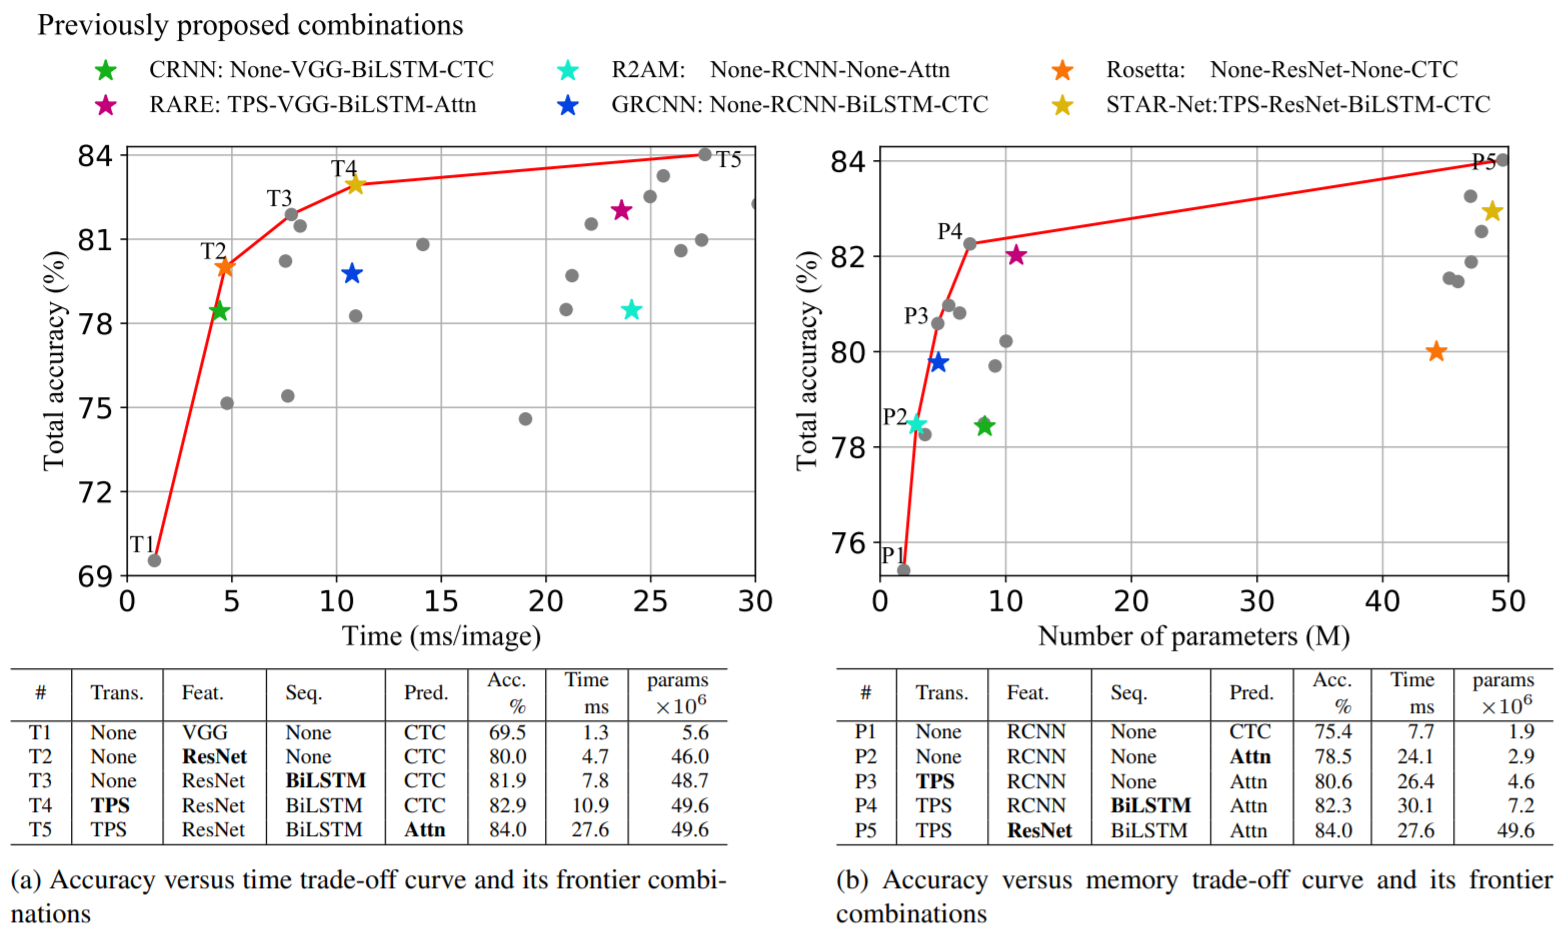 Previously proposed combinations
CRNN: None-VGG-BiLSTM-CTC
R2AM: None-RCNN-None-Attn
Rosetta: None-ResNet-None-CTC
RARE: TPS-VGG-BiLSTM-Attn
GRCNN: None-RCNN-BiLSTM-CTC
STAR-Net:TPS-ResNet-BiLSTM-CTC
84
81
78
75
72
69
Total accuracy (%)
T1
T2
T3
T4
T5
0 5 10 15 20 25 30
Time (ms/image)
84
82
80
78
76
Total accuracy (%)
P1
P2
P3
P4
P5
0 10 20 30 40 50
Number of parameters (M)
# Trans. Feat. Seq. Pred. Acc. % Time ms params ×10⁶
T1 None VGG None CTC 69.5 1.3 5.6
T2 None ResNet None CTC 80.0 4.7 46.0
T3 None ResNet BiLSTM CTC 81.9 7.8 48.7
T4 TPS ResNet BiLSTM CTC 82.9 10.9 49.6
T5 TPS ResNet BiLSTM Attn 84.0 27.6 49.6
(a) Accuracy versus time trade-off curve and its frontier combi-
nations
# Trans. Feat. Seq. Pred. Acc. % Time ms params ×10⁶
P1 None RCNN None CTC 75.4 7.7 1.9
P2 None RCNN None Attn 78.5 24.1 2.9
P3 TPS RCNN None Attn 80.6 26.4 4.6
P4 TPS RCNN BiLSTM Attn 82.3 30.1 7.2
P5 TPS ResNet BiLSTM Attn 84.0 27.6 49.6
(b) Accuracy versus memory trade-off curve and its frontier
combinations